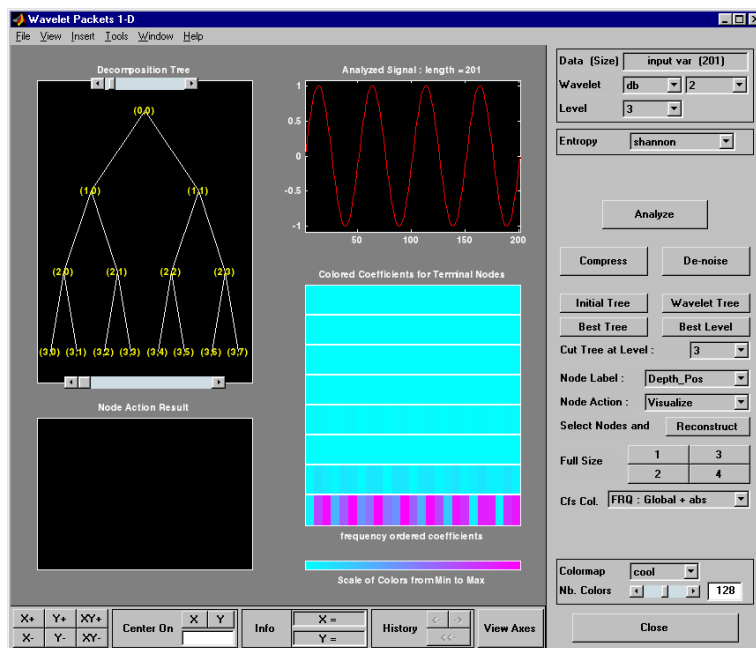 Wavelet Packets 1-D
File View Insert Tools Window Help
Decomposition Tree
(0,0)
(1,0) (1,1)
(2,0) (2,1) (2,2) (2,3)
(3,0) (3,1) (3,2) (3,3) (3,4) (3,5) (3,6) (3,7)
Node Action Result
Analyzed Signal : length = 201
1
0.5
0
-0.5
-1
50 100 150 200
Colored Coefficients for Terminal Nodes
frequency ordered coefficients
Scale of Colors from Min to Max
Data (Size) input var (201)
Wavelet db 2
Level 3
Entropy shannon
Analyze
Compress De-noise
Initial Tree Wavelet Tree
Best Tree Best Level
Cut Tree at Level : 3
Node Label : Depth_Pos
Node Action : Visualize
Select Nodes and Reconstruct
Full Size 1 3
2 4
Cfs Col. FRQ : Global + abs
Colormap cool
Nb. Colors 128
Close
X+ Y+ XY+
X- Y- XY-
Center On X Y
Info X =
Y =
History <- ->
<<-
View Axes